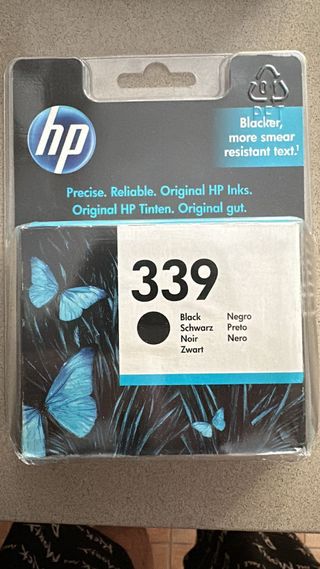 hp
01
PET
Blacker,
more smear
resistant text.¹
Precise. Reliable. Original HP Inks.
Original HP Tinten. Original gut.
339
Black Negro
Schwarz Preto
Noir Nero
Zwart